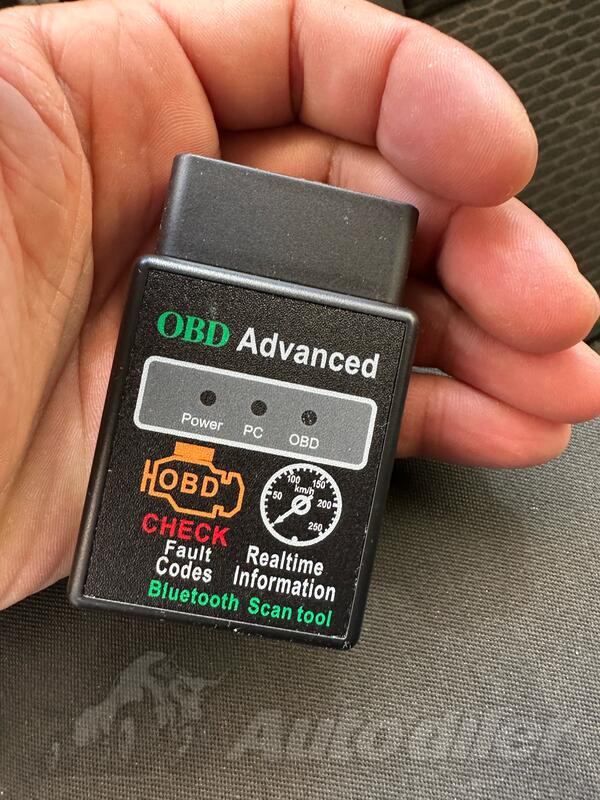 OBD Advanced
Power PC OBD
OBD
CHECK
Fault
Codes
50 100 150 200 250
km/h
Realtime
Information
Bluetooth Scan tool
Autodiler